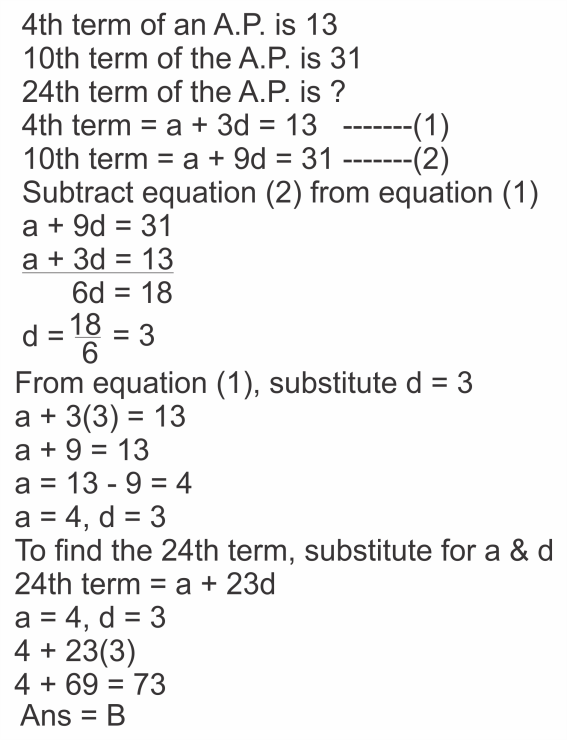 4th term of an A.P. is 13
10th term of the A.P. is 31
24th term of the A.P. is ?
4th term = a + 3d = 13 -------(1)
10th term = a + 9d = 31 -------(2)
Subtract equation (2) from equation (1)
a + 9d = 31
a + 3d = 13
6d = 18
d = 18/6 = 3
From equation (1), substitute d = 3
a + 3(3) = 13
a + 9 = 13
a = 13 - 9 = 4
a = 4, d = 3
To find the 24th term, substitute for a & d
24th term = a + 23d
a = 4, d = 3
4 + 23(3)
4 + 69 = 73
Ans = B